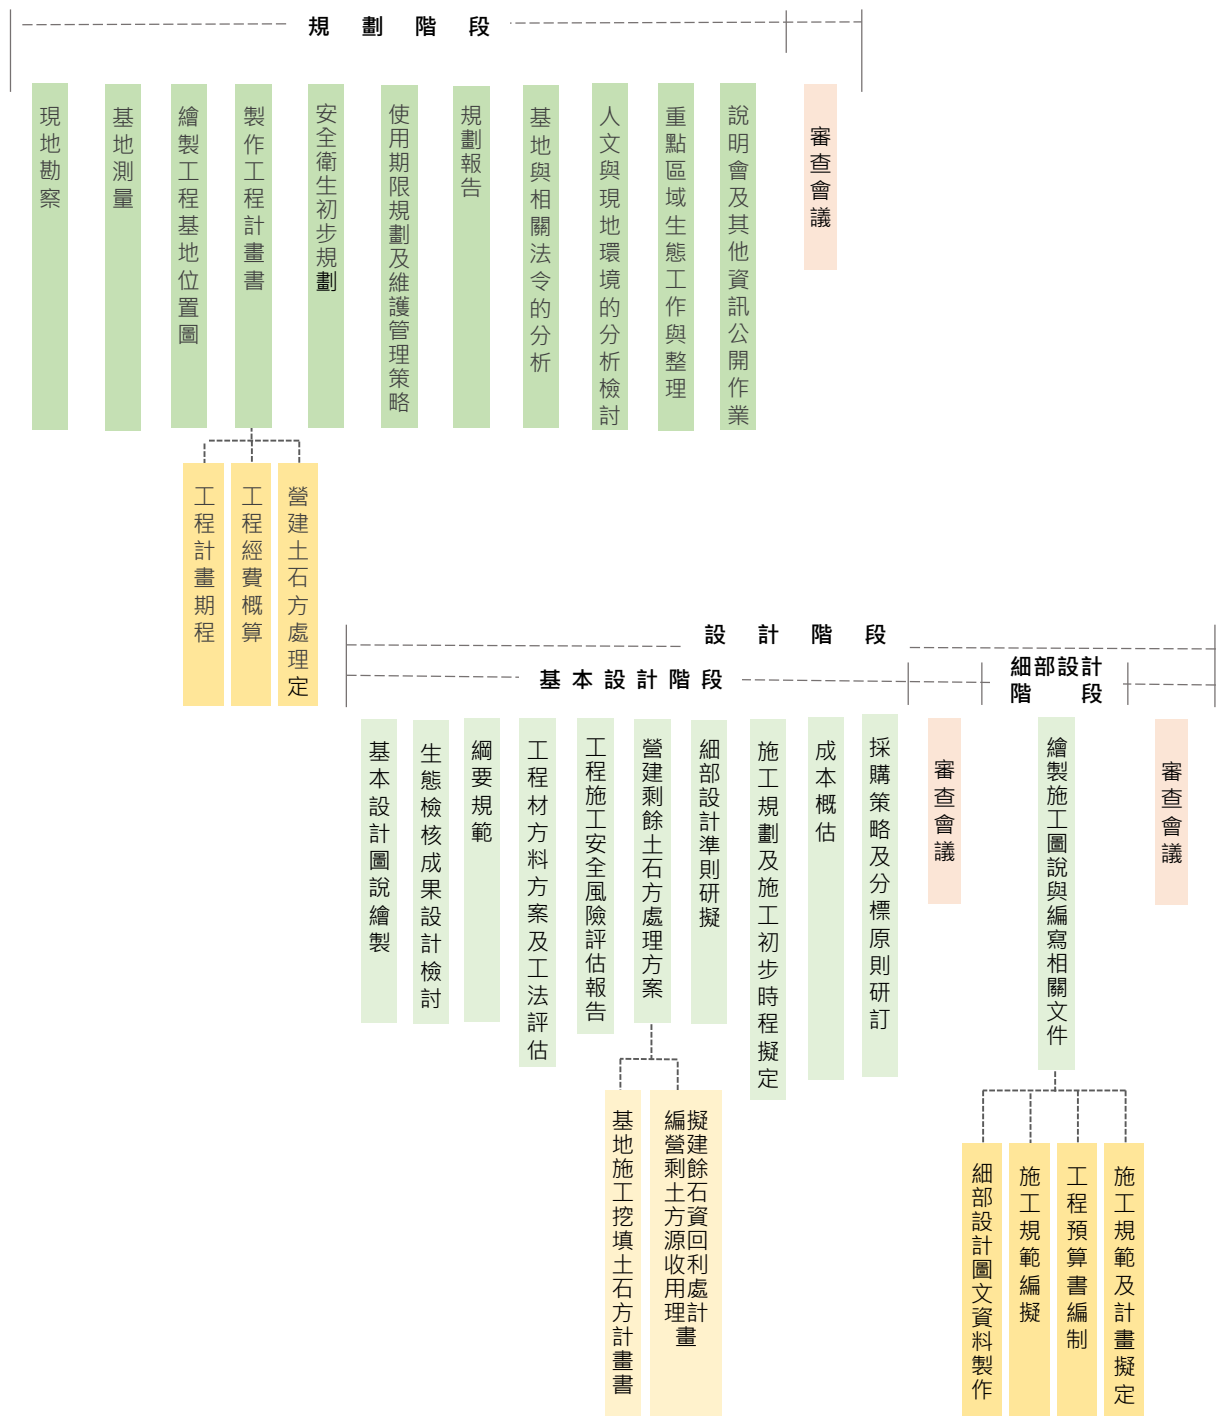 規劃階段
現地勘察
基地測量
繪製工程基地位置圖
製作工程計畫書
安全衛生初步規劃
使用期限規劃及維護管理策略
規劃報告
基地與相關法令的分析
人文與現地環境的分析檢討
重點區域生態工作與整理
說明會及其他資訊公開作業
審查會議
工程計畫期程
工程經費概算
營建土石方處理定
設計階段
基本設計階段
細部設計
階段
基本設計圖說繪製
生態檢核成果設計檢討
綱要規範
工程材方料方案及工法評估
工程施工安全風險評估報告
營建剩餘土石方處理方案
細部設計準則研擬
施工規劃及施工初步時程擬定
成本概估
採購策略及分標原則研訂
審查會議
繪製施工圖說與編寫相關文件
審查會議
基地施工挖填土石方計畫書
編擬
營建
剩餘
土石
方資
源回
收利
用處
理計
畫
細部設計圖文資料製作
施工規範編擬
工程預算書編制
施工規範及計畫擬定